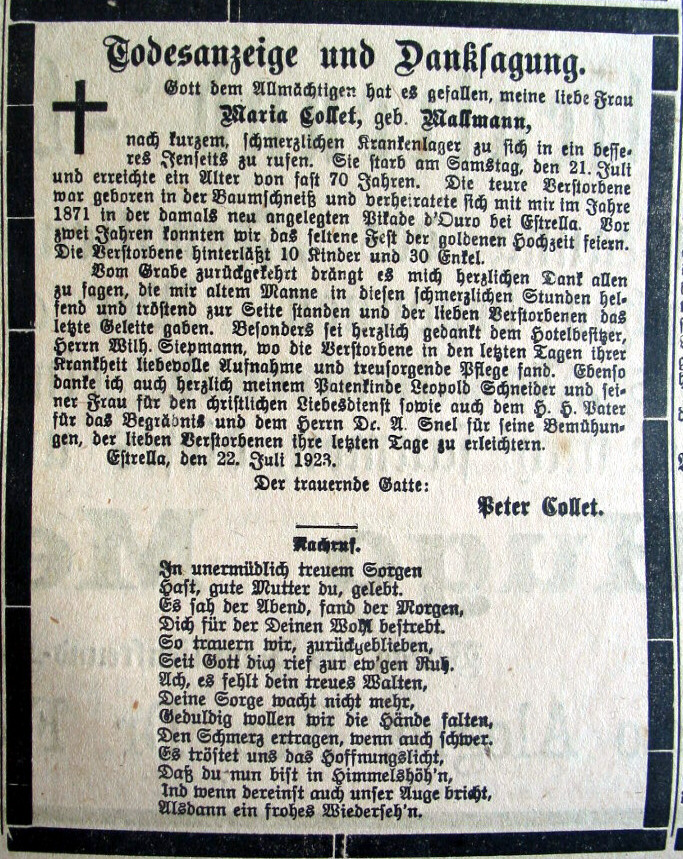 Todesanzeige und Danksagung.
Gott dem Allmächtigen hat es gefallen, meine liebe Frau
Maria Collet, geb. Mallmann,
nach kurzem, schmerzlichen Krankenlager zu sich in ein besse-
res Jenseits zu rufen. Sie starb am Samstag, den 21. Juli
und erreichte ein Alter von fast 70 Jahren. Die teure Verstorbene
war geboren in der Baumschneiß und verheiratete sich mit mir im Jahre
1871 in der damals neu angelegten Pikade d'Ouro bei Estrella. Vor
zwei Jahren konnten wir das seltene Fest der goldenen Hochzeit feiern.
Die Verstorbene hinterläßt 10 Kinder und 30 Enkel.
Vom Grabe zurückgekehrt drängt es mich herzlichen Dank allen
zu sagen, die mir altem Manne in diesen schmerzlichen Stunden hel-
fend und tröstend zur Seite standen und der lieben Verstorbenen das
letzte Geleite gaben. Besonders sei herzlich gedankt dem Hotelbesitzer,
Herrn Wilh. Siepmann, wo die Verstorbene in den letzten Tagen ihrer
Krankheit liebevolle Aufnahme und treusorgende Pflege fand. Ebenso
danke ich auch herzlich meinem Patenkinde Leopold Schneider und sei-
ner Frau für den christlichen Liebesdienst sowie auch dem H. H. Pater
für das Begräbnis und dem Herrn Dr. A. Snel für seine Bemühun-
gen, der lieben Verstorbenen ihre letzten Tage zu erleichtern.
Estrella, den 22. Juli 1923.
Der trauernde Gatte:
Peter Collet.
Nachruf.
In unermüdlich treuem Sorgen
Hast, gute Mutter du, gelebt.
Es sah der Abend, fand der Morgen,
Dich für der Deinen Wohl bestrebt.
So trauern wir, zurückgeblieben,
Seit Gott dich rief zur ew'gen Ruh.
Ach, es fehlt dein treues Walten,
Deine Sorge wacht nicht mehr,
Geduldig wollen wir die Hände falten,
Den Schmerz ertragen, wenn auch schwer.
Es tröstet uns das Hoffnungslicht,
Daß du nun bist in Himmelshöh'n,
Und wenn dereinst auch unser Auge bricht,
Alsdann ein frohes Wiederseh'n.